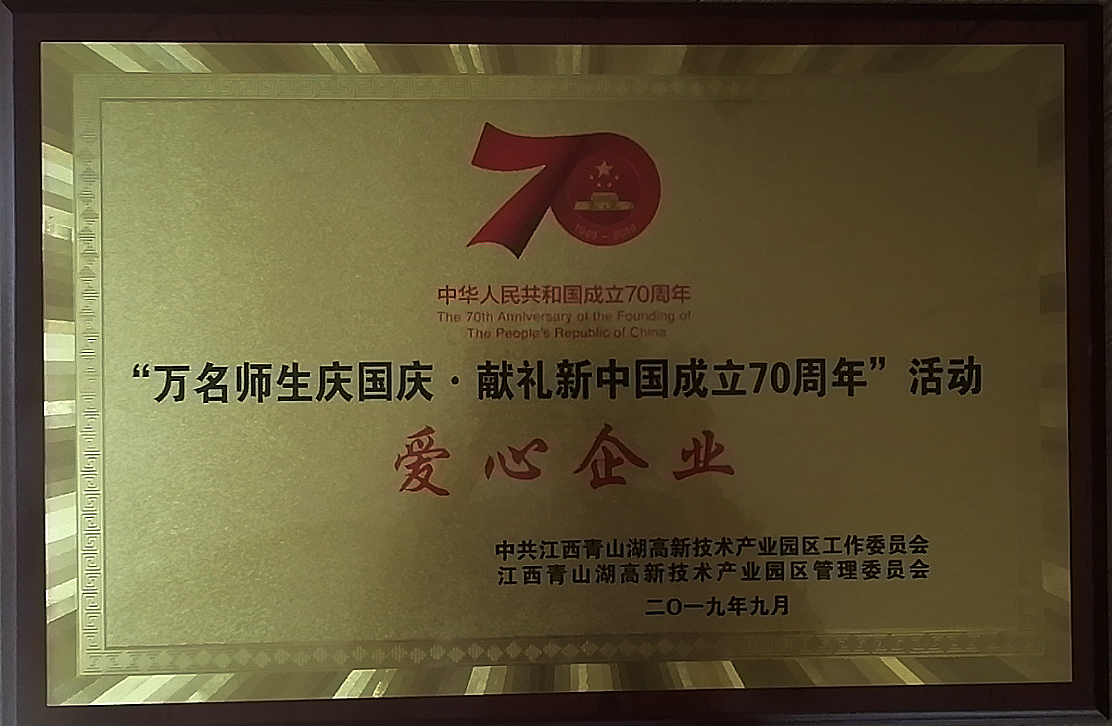 70
1949 - 2019
中华人民共和国成立70周年
The 70th Anniversary of the Founding of
The People's Republic of China
“万名师生庆国庆·献礼新中国成立70周年”活动
爱心企业
中共江西青山湖高新技术产业园区工作委员会
江西青山湖高新技术产业园区管理委员会
二〇一九年九月